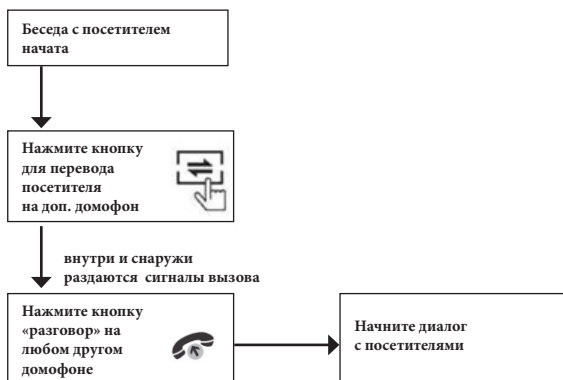 Беседа с посетителем
начата
Нажмите кнопку
для перевода
посетителя
на доп. домофон
внутри и снаружи
раздаются сигналы вызова
Нажмите кнопку
«разговор» на
любом другом
домофоне
Начните диалог
с посетителями